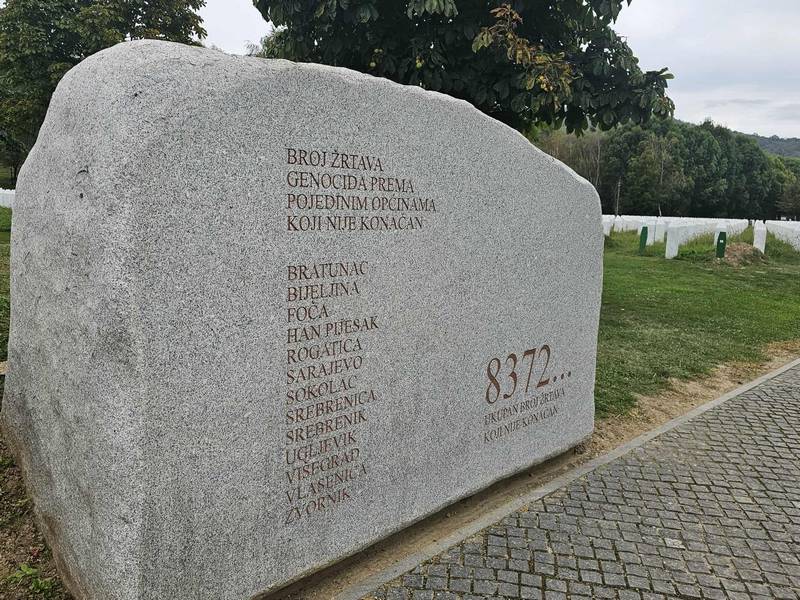 BROJ ŽRTAVA
GENOCIDA PREMA
POJEDINIM OPĆINAMA
KOJI NIJE KONAČAN
BRATUNAC
BIJELJINA
FOČA
HAN PIJESAK
ROGATICA
SARAJEVO
SOKOLAC
SREBRENICA
SREBRENIK
UGLJEVIK
VIŠEGRAD
VLASENICA
ZVORNIK
8372...
UKUPAN BROJ ŽRTAVA
KOJI NIJE KONAČAN